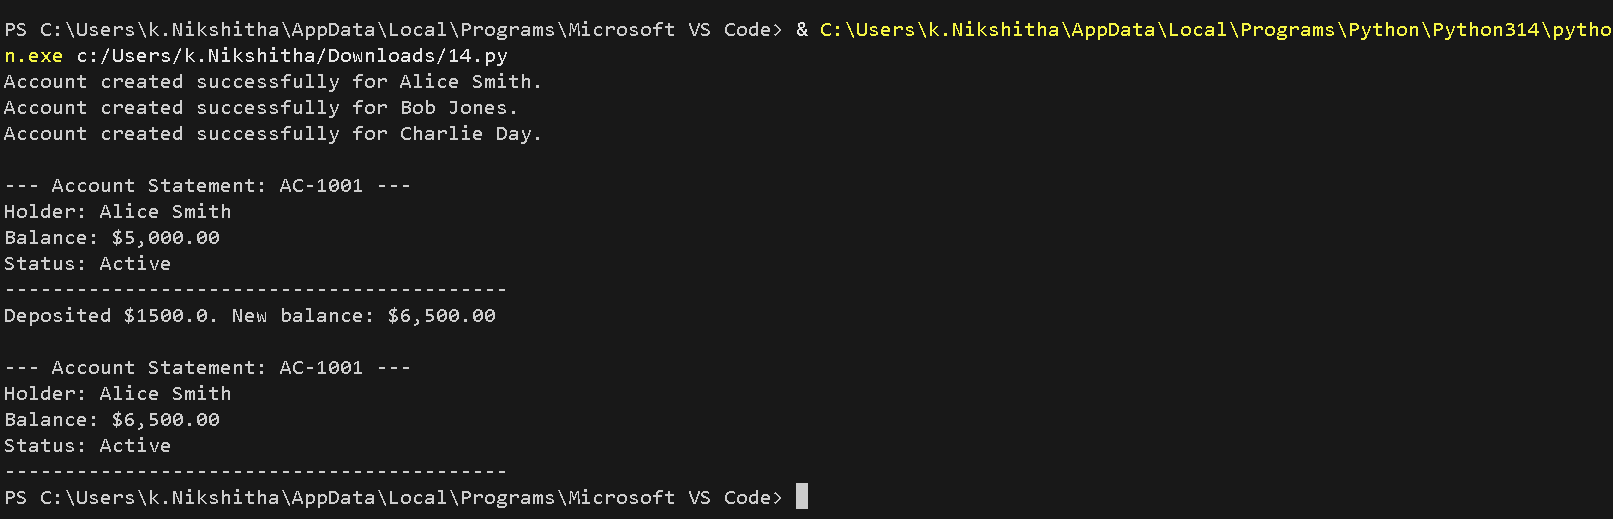 PS C:\Users\k.Nikshitha\AppData\Local\Programs\Microsoft VS Code> & C:\Users\k.Nikshitha\AppData\Local\Programs\Python\Python314\pytho
n.exe c:/Users/k.Nikshitha/Downloads/14.py
Account created successfully for Alice Smith.
Account created successfully for Bob Jones.
Account created successfully for Charlie Day.
--- Account Statement: AC-1001 ---
Holder: Alice Smith
Balance: $5,000.00
Status: Active
------------------------------------------
Deposited $1500.0. New balance: $6,500.00
--- Account Statement: AC-1001 ---
Holder: Alice Smith
Balance: $6,500.00
Status: Active
------------------------------------------
PS C:\Users\k.Nikshitha\AppData\Local\Programs\Microsoft VS Code>